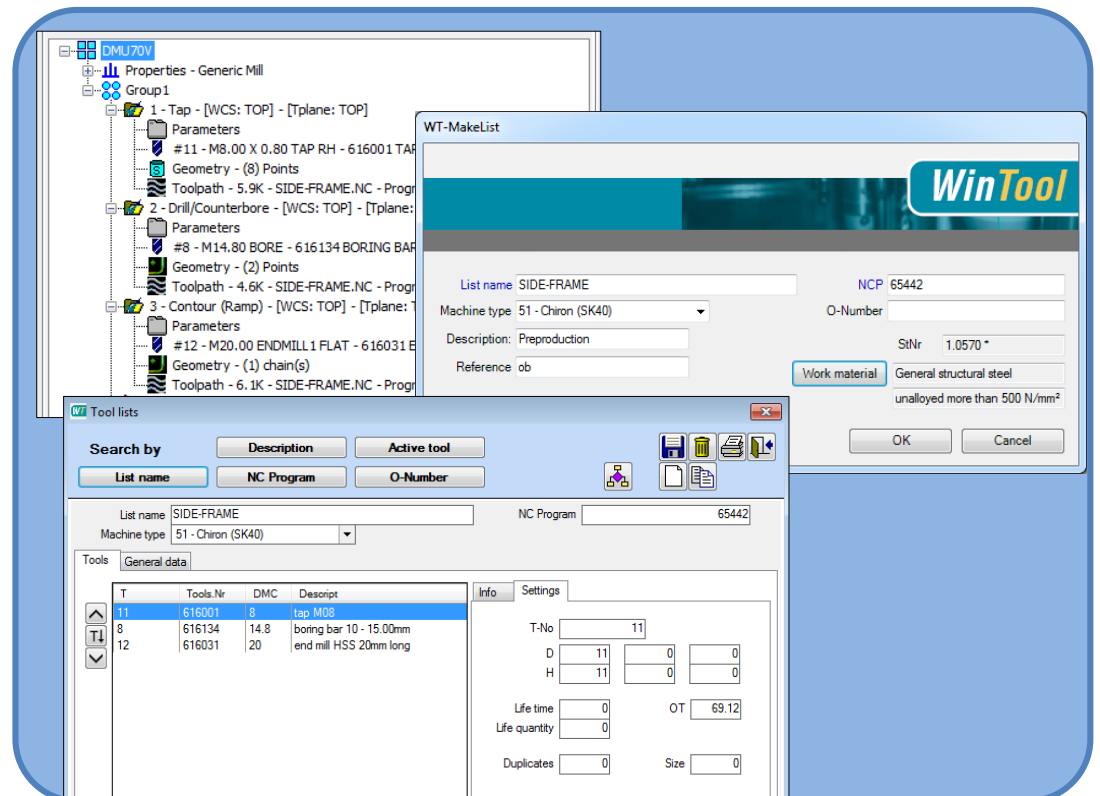 DMU70V
Properties - Generic Mill
Group1
1 - Tap - [WCS: TOP] - [Tplane: TOP]
Parameters
#11 - M8.00 X 0.80 TAP RH - 616001 TAP
Geometry - (8) Points
Toolpath - 5.9K - SIDE-FRAME.NC - Progr
2 - Drill/Counterbore - [WCS: TOP] - [Tplane:
Parameters
#8 - M14.80 BORE - 616134 BORING BAR
Geometry - (2) Points
Toolpath - 4.6K - SIDE-FRAME.NC - Progr
3 - Contour (Ramp) - [WCS: TOP] - [Tplane: T
Parameters
#12 - M20.00 ENDMILL1 FLAT - 616031 E
Geometry - (1) chain(s)
Toolpath - 6.1K - SIDE-FRAME.NC - Progr
WT-MakeList
WinTool
List name SIDE-FRAME NCP 65442
Machine type 51 - Chiron (SK40) O-Number
Description: Preproduction StNr 1.0570 *
Reference ob Work material General structural steel
unalloyed more than 500 N/mm²
OK Cancel
WT Tool lists
Search by Description Active tool
List name NC Program O-Number
List name SIDE-FRAME NC Program 65442
Machine type 51 - Chiron (SK40)
Tools General data
T Tools.Nr DMC Descript
11 616001 8 tap M08
8 616134 14.8 boring bar 10 - 15.00mm
12 616031 20 end mill HSS 20mm long
T
Info Settings
T-No 11
D 11 0 0
H 11 0 0
Life time 0 OT 69.12
Life quantity 0
Duplicates 0 Size 0